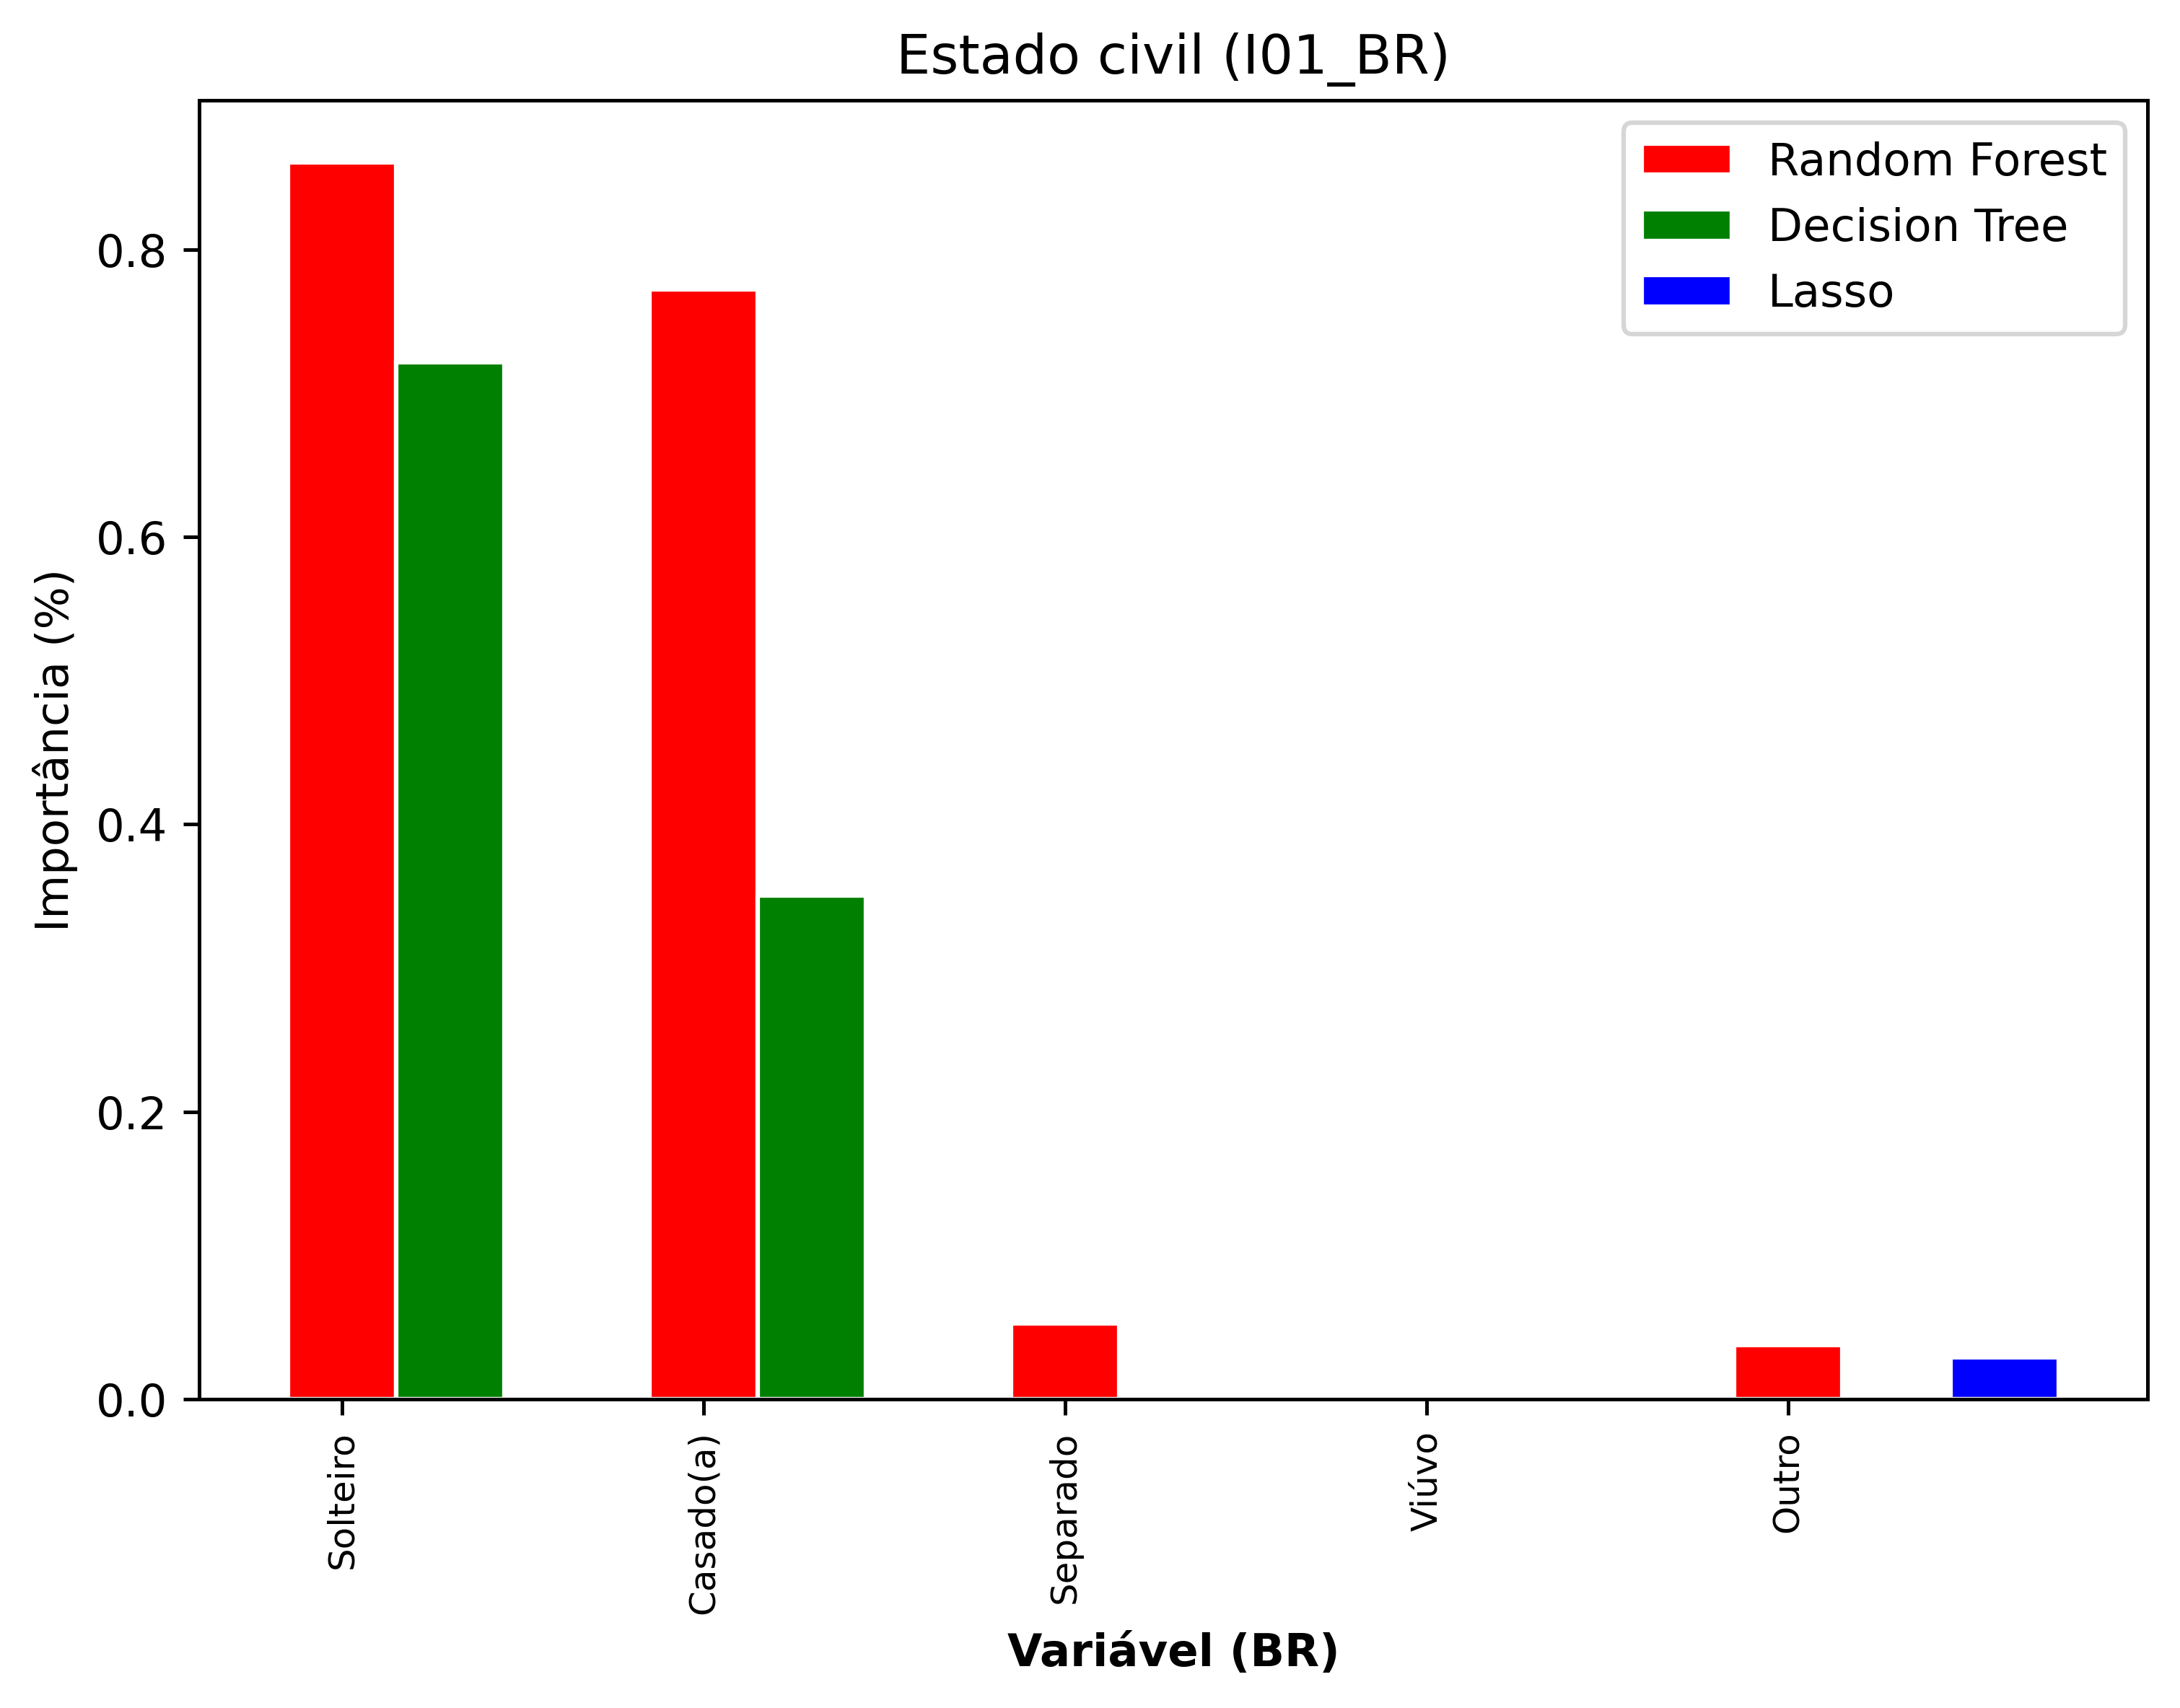 Estado civil (I01_BR)
Random Forest
Decision Tree
Lasso
Importância (%)
0.8
0.6
0.4
0.2
0.0
Solteiro
Casado(a)
Separado
Viúvo
Outro
Variável (BR)